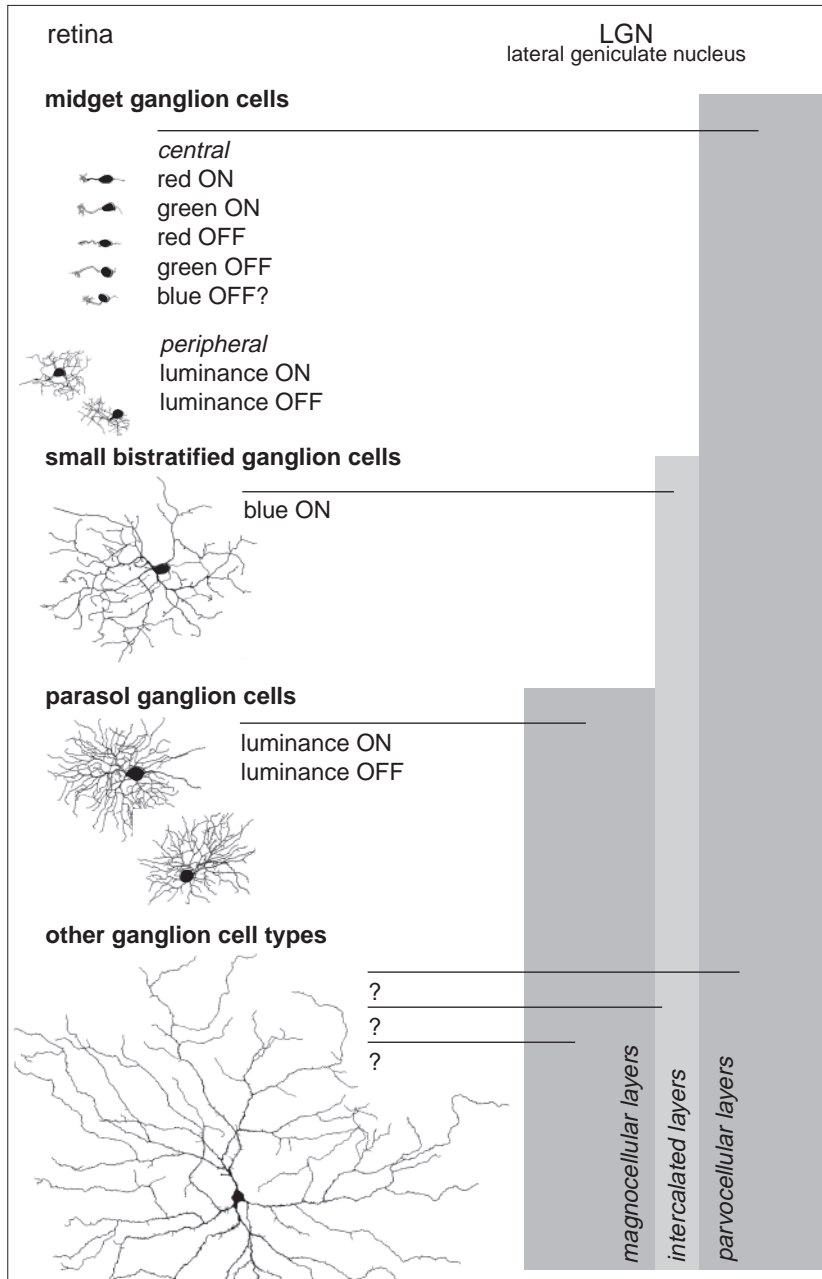 retina
LGN
lateral geniculate nucleus
midget ganglion cells
central
red ON
green ON
red OFF
green OFF
blue OFF?
peripheral
luminance ON
luminance OFF
small bistratified ganglion cells
blue ON
parasol ganglion cells
luminance ON
luminance OFF
other ganglion cell types
?
?
?
magnocellular layers
intercalated layers
parvocellular layers